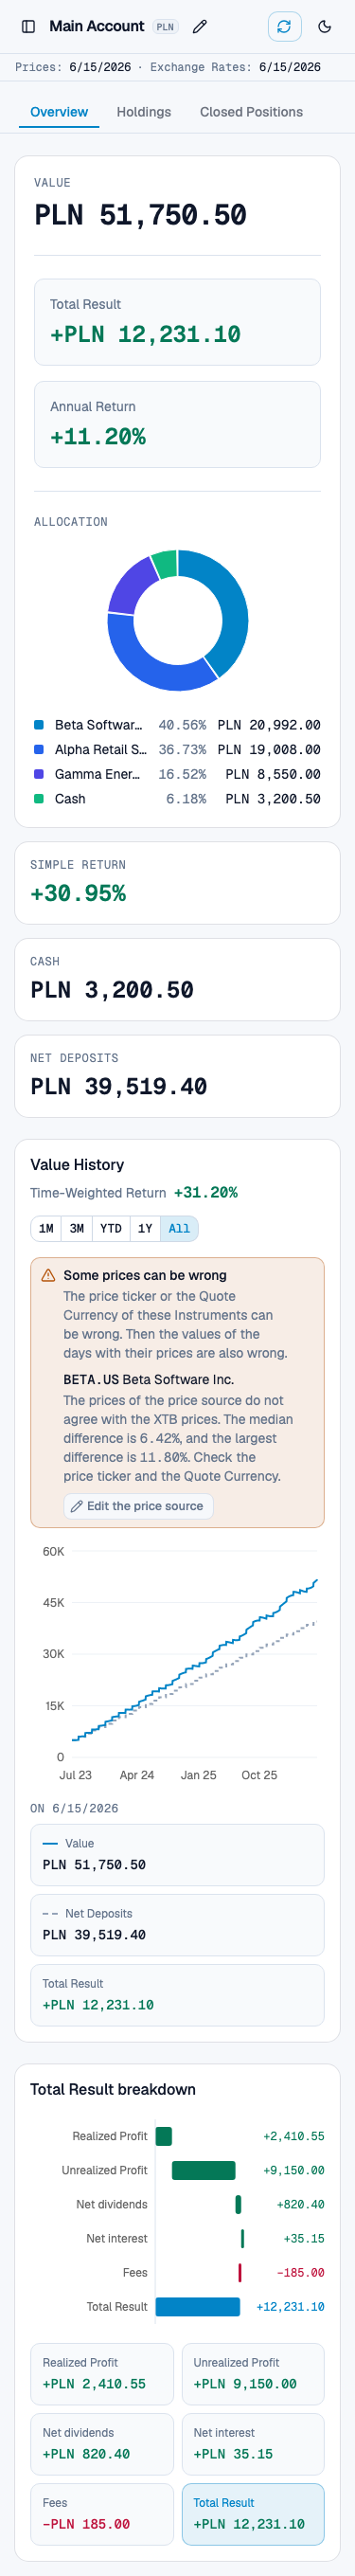 Main Account PLN
Prices: 6/15/2026 · Exchange Rates: 6/15/2026
Overview Holdings Closed Positions
VALUE
PLN 51,750.50
Total Result
+PLN 12,231.10
Annual Return
+11.20%
ALLOCATION
Beta Softwar… 40.56% PLN 20,992.00
Alpha Retail S… 36.73% PLN 19,008.00
Gamma Ener… 16.52% PLN 8,550.00
Cash 6.18% PLN 3,200.50
SIMPLE RETURN
+30.95%
CASH
PLN 3,200.50
NET DEPOSITS
PLN 39,519.40
Value History
Time-Weighted Return +31.20%
1M 3M YTD 1Y All
Some prices can be wrong
The price ticker or the Quote
Currency of these Instruments can
be wrong. Then the values of the
days with their prices are also wrong.
BETA.US Beta Software Inc.
The prices of the price source do not
agree with the XTB prices. The median
difference is 6.42%, and the largest
difference is 11.80%. Check the
price ticker and the Quote Currency.
Edit the price source
60K
45K
30K
15K
0
Jul 23 Apr 24 Jan 25 Oct 25
ON 6/15/2026
Value
PLN 51,750.50
Net Deposits
PLN 39,519.40
Total Result
+PLN 12,231.10
Total Result breakdown
Realized Profit +2,410.55
Unrealized Profit +9,150.00
Net dividends +820.40
Net interest +35.15
Fees −185.00
Total Result +12,231.10
Realized Profit Unrealized Profit
+PLN 2,410.55 +PLN 9,150.00
Net dividends Net interest
+PLN 820.40 +PLN 35.15
Fees Total Result
−PLN 185.00 +PLN 12,231.10